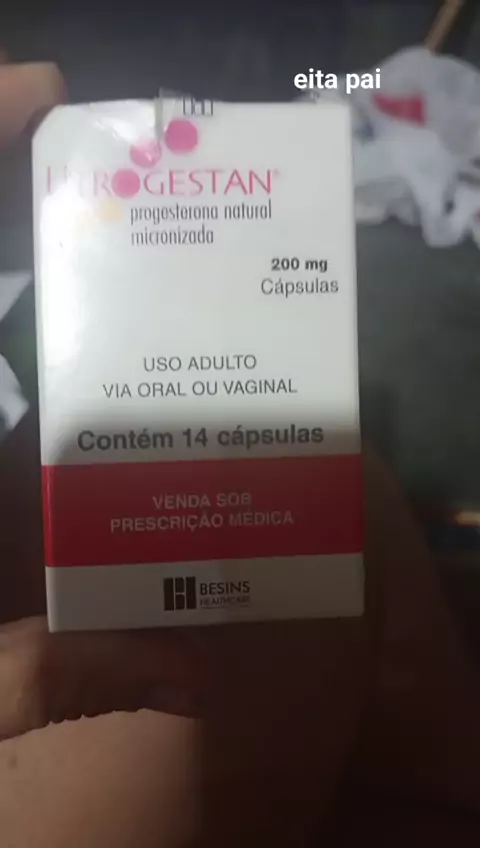 eita pai
UTROGESTAN®
progesterona natural
micronizada
200 mg
Cápsulas
USO ADULTO
VIA ORAL OU VAGINAL
Contém 14 cápsulas
VENDA SOB
PRESCRIÇÃO MÉDICA
BESINS
HEALTHCARE